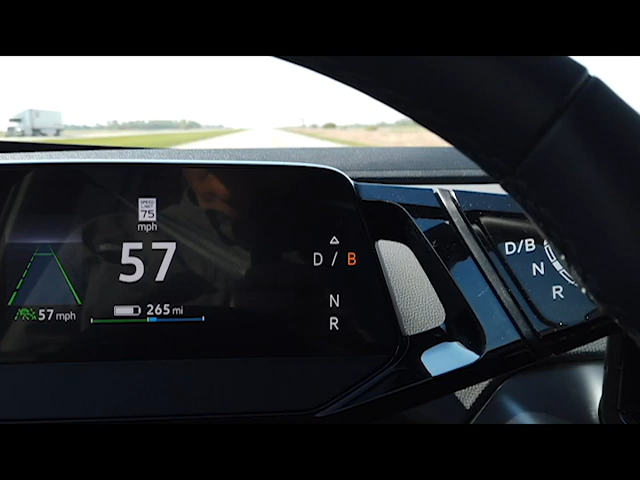 SPEED
LIMIT
75
mph
57
D / B
N
R
57 mph
265 mi
D/B
N
R